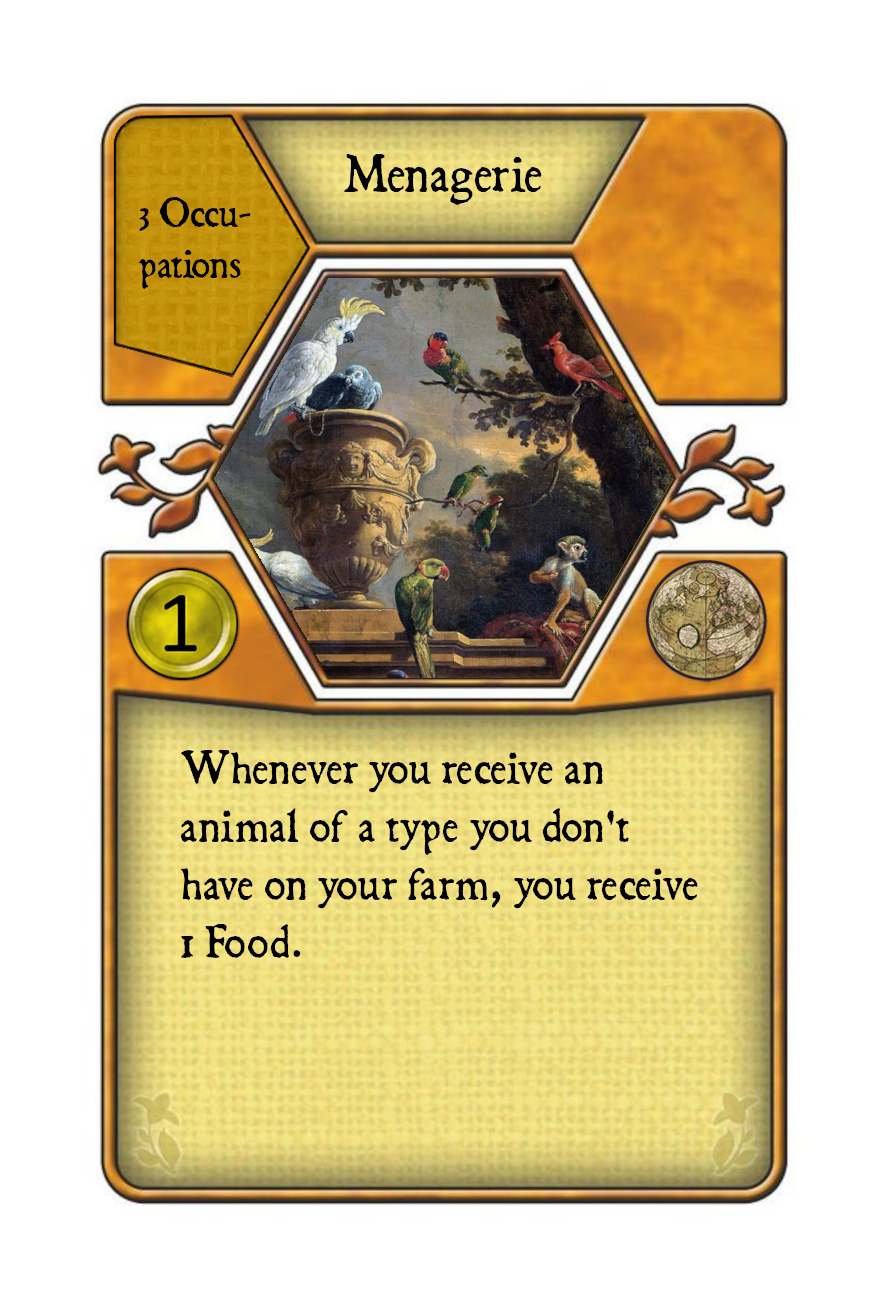 3 Occu-
pations
Menagerie
1
Whenever you receive an
animal of a type you don't
have on your farm, you receive
1 Food.